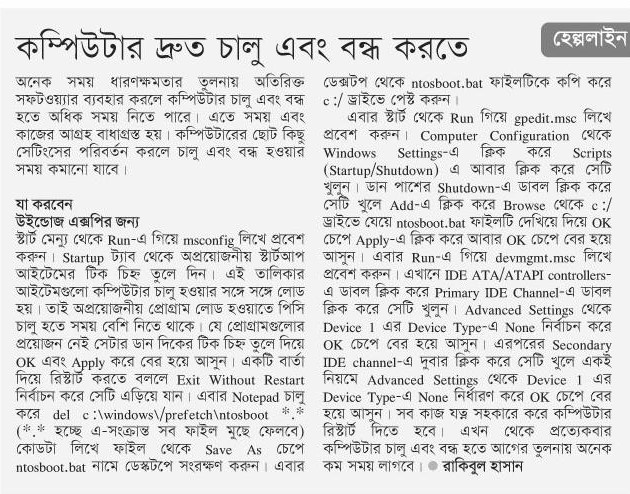 হেল্পলাইন
কম্পিউটার দ্রুত চালু এবং বন্ধ করতে
অনেক সময় ধারণক্ষমতার তুলনায় অতিরিক্ত
সফটওয়্যার ব্যবহার করলে কম্পিউটার চালু এবং বন্ধ
হতে অধিক সময় নিতে পারে। এতে সময় এবং
কাজের আগ্রহ বাধাগ্রস্ত হয়। কম্পিউটারের ছোট কিছু
সেটিংসের পরিবর্তন করলে চালু এবং বন্ধ হওয়ার
সময় কমানো যাবে।
যা করবেন
উইন্ডোজ এক্সপির জন্য
স্টার্ট মেন্যু থেকে Run-এ গিয়ে msconfig লিখে প্রবেশ
করুন। Startup ট্যাব থেকে অপ্রয়োজনীয় স্টার্টআপ
আইটেমের টিক চিহ্ন তুলে দিন। এই তালিকার
আইটেমগুলো কম্পিউটার চালু হওয়ার সঙ্গে সঙ্গে লোড
হয়। তাই অপ্রয়োজনীয় প্রোগ্রাম লোড হওয়াতে পিসি
চালু হতে সময় বেশি নিতে থাকে। যে প্রোগ্রামগুলোর
প্রয়োজন নেই সেটার ডান দিকের টিক চিহ্ন তুলে দিয়ে
OK এবং Apply করে বের হয়ে আসুন। একটি বার্তা
দিয়ে রিস্টার্ট করতে বললে Exit Without Restart
নির্বাচন করে সেটি এড়িয়ে যান। এবার Notepad চালু
করে del c:\windows\/prefetch\ntosboot *.*
(*.* হচ্ছে এ-সংক্রান্ত সব ফাইল মুছে ফেলবে)
কোডটা লিখে ফাইল থেকে Save As চেপে
ntosboot.bat নামে ডেস্কটপে সংরক্ষণ করুন। এবার
ডেক্সটপ থেকে ntosboot.bat ফাইলটিকে কপি করে
c:/ ড্রাইভে পেস্ট করুন।
এবার স্টার্ট থেকে Run গিয়ে gpedit.msc লিখে
প্রবেশ করুন। Computer Configuration থেকে
Windows Settings-এ ক্লিক করে Scripts
(Startup/Shutdown) এ আবার ক্লিক করে সেটি
খুলুন। ডান পাশের Shutdown-এ ডাবল ক্লিক করে
সেটি খুলে Add-এ ক্লিক করে Browse থেকে c:/
ড্রাইভে যেয়ে ntosboot.bat ফাইলটি দেখিয়ে দিয়ে OK
চেপে Apply-এ ক্লিক করে আবার OK চেপে বের হয়ে
আসুন। এবার Run-এ গিয়ে devmgmt.msc লিখে
প্রবেশ করুন। এখানে IDE ATA/ATAPI controllers-
এ ডাবল ক্লিক করে Primary IDE Channel-এ ডাবল
ক্লিক করে সেটি খুলুন। Advanced Settings থেকে
Device 1 এর Device Type-এ None নির্বাচন করে
OK চেপে বের হয়ে আসুন। এরপরের Secondary
IDE channel-এ দুবার ক্লিক করে সেটি খুলে একই
নিয়মে Advanced Settings থেকে Device 1 এর
Device Type-এ None নির্ধারণ করে OK চেপে বের
হয়ে আসুন। সব কাজ যত্ন সহকারে করে কম্পিউটার
রিস্টার্ট দিতে হবে। এখন থেকে প্রত্যেকবার
কম্পিউটার চালু এবং বন্ধ হতে আগের তুলনায় অনেক
কম সময় লাগবে। ● রাকিবুল হাসান